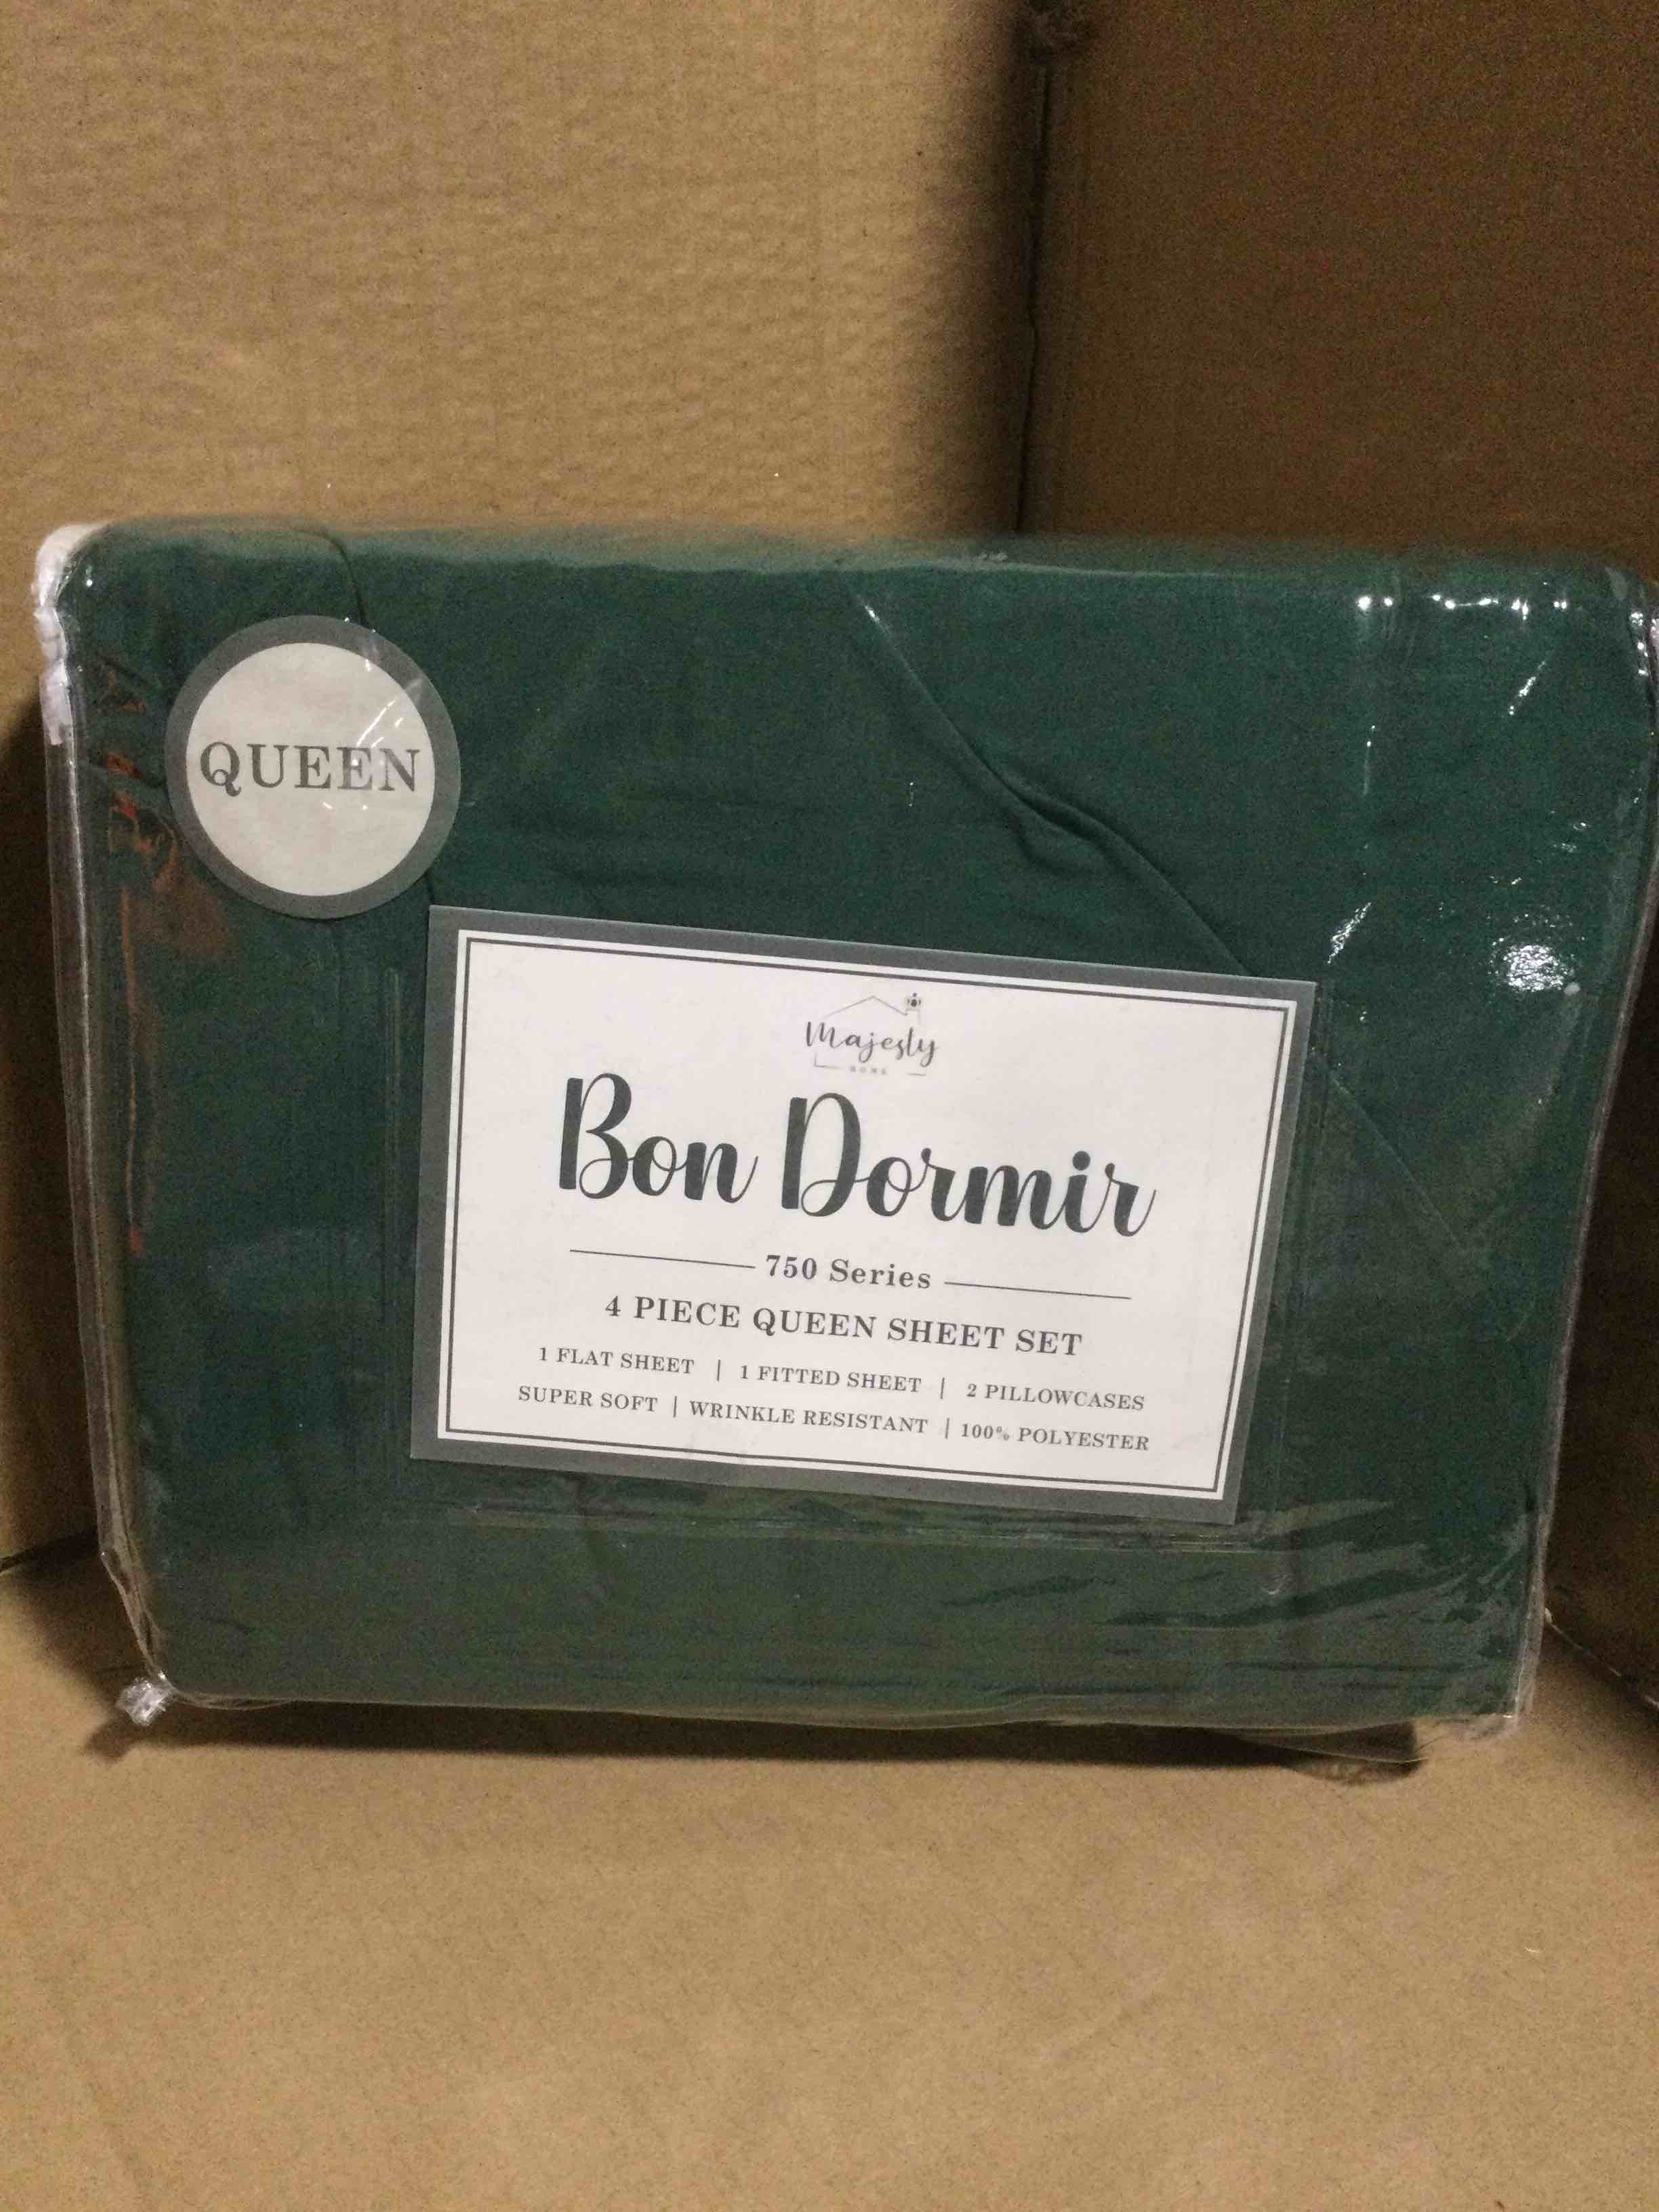 QUEEN
Majesty
HOME
Bon Dormir
750 Series
4 PIECE QUEEN SHEET SET
1 FLAT SHEET | 1 FITTED SHEET | 2 PILLOWCASES
SUPER SOFT | WRINKLE RESISTANT | 100% POLYESTER